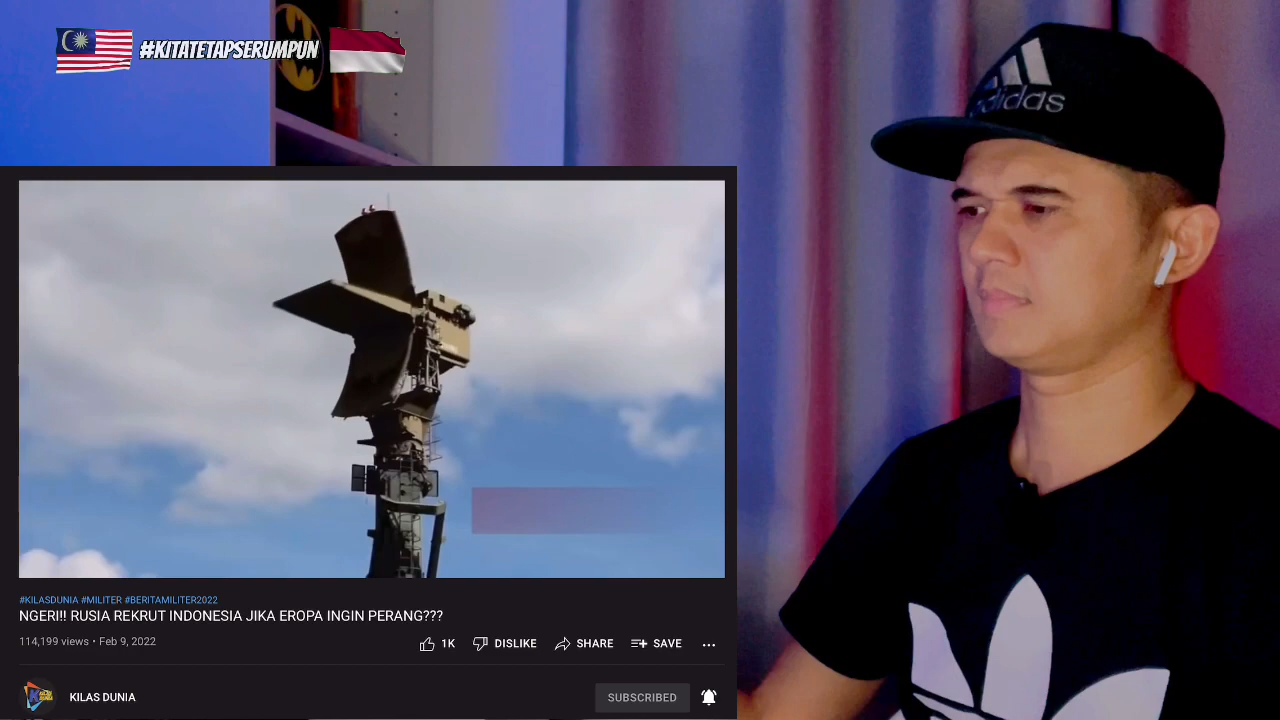 #KITATETAPSERUMPUN
adidas
#KILASDUNIA #MILITER #BERITAMILITER2022
NGERI!! RUSIA REKRUT INDONESIA JIKA EROPA INGIN PERANG???
114,199 views • Feb 9, 2022
1K DISLIKE SHARE SAVE
KILAS DUNIA
SUBSCRIBED